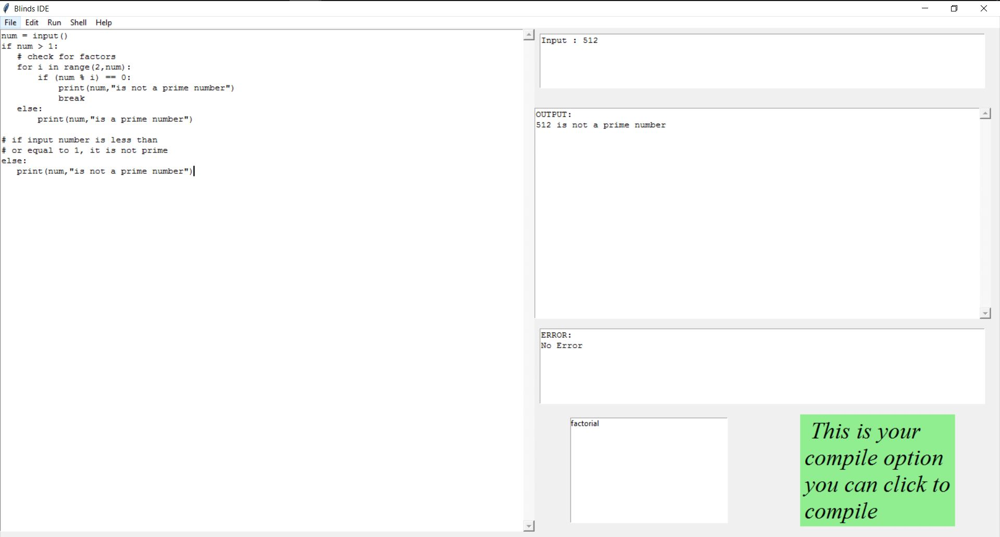 Blinds IDE
File Edit Run Shell Help
num = input()
if num > 1:
   # check for factors
   for i in range(2,num):
       if (num % i) == 0:
           print(num,"is not a prime number")
           break
   else:
       print(num,"is a prime number")

# if input number is less than
# or equal to 1, it is not prime
else:
   print(num,"is not a prime number")
Input : 512
OUTPUT:
512 is not a prime number
ERROR:
No Error
factorial
This is your
compile option
you can click to
compile